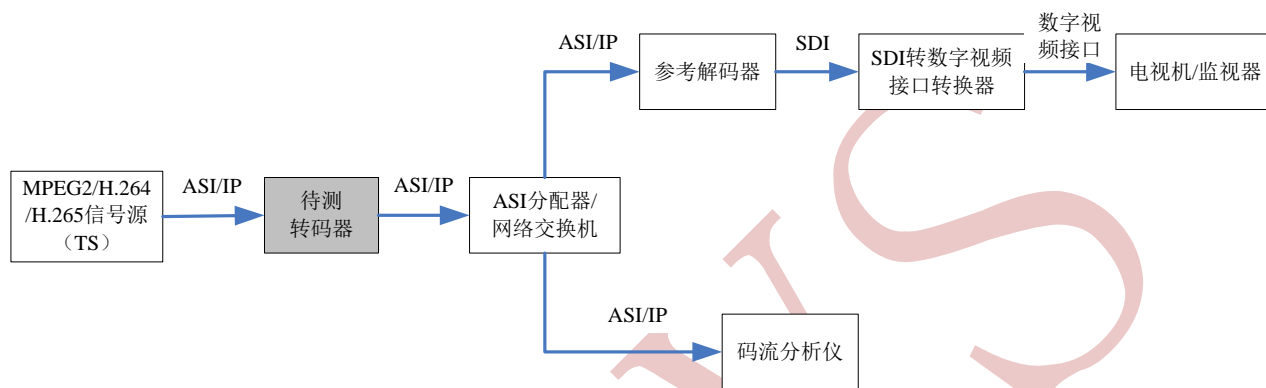 ASI/IP
参考解码器
SDI
SDI转数字视频
接口转换器
数字视
频接口
电视机/监视器
MPEG2/H.264
/H.265信号源
（TS）
ASI/IP
待测
转码器
ASI/IP
ASI分配器/
网络交换机
ASI/IP
码流分析仪